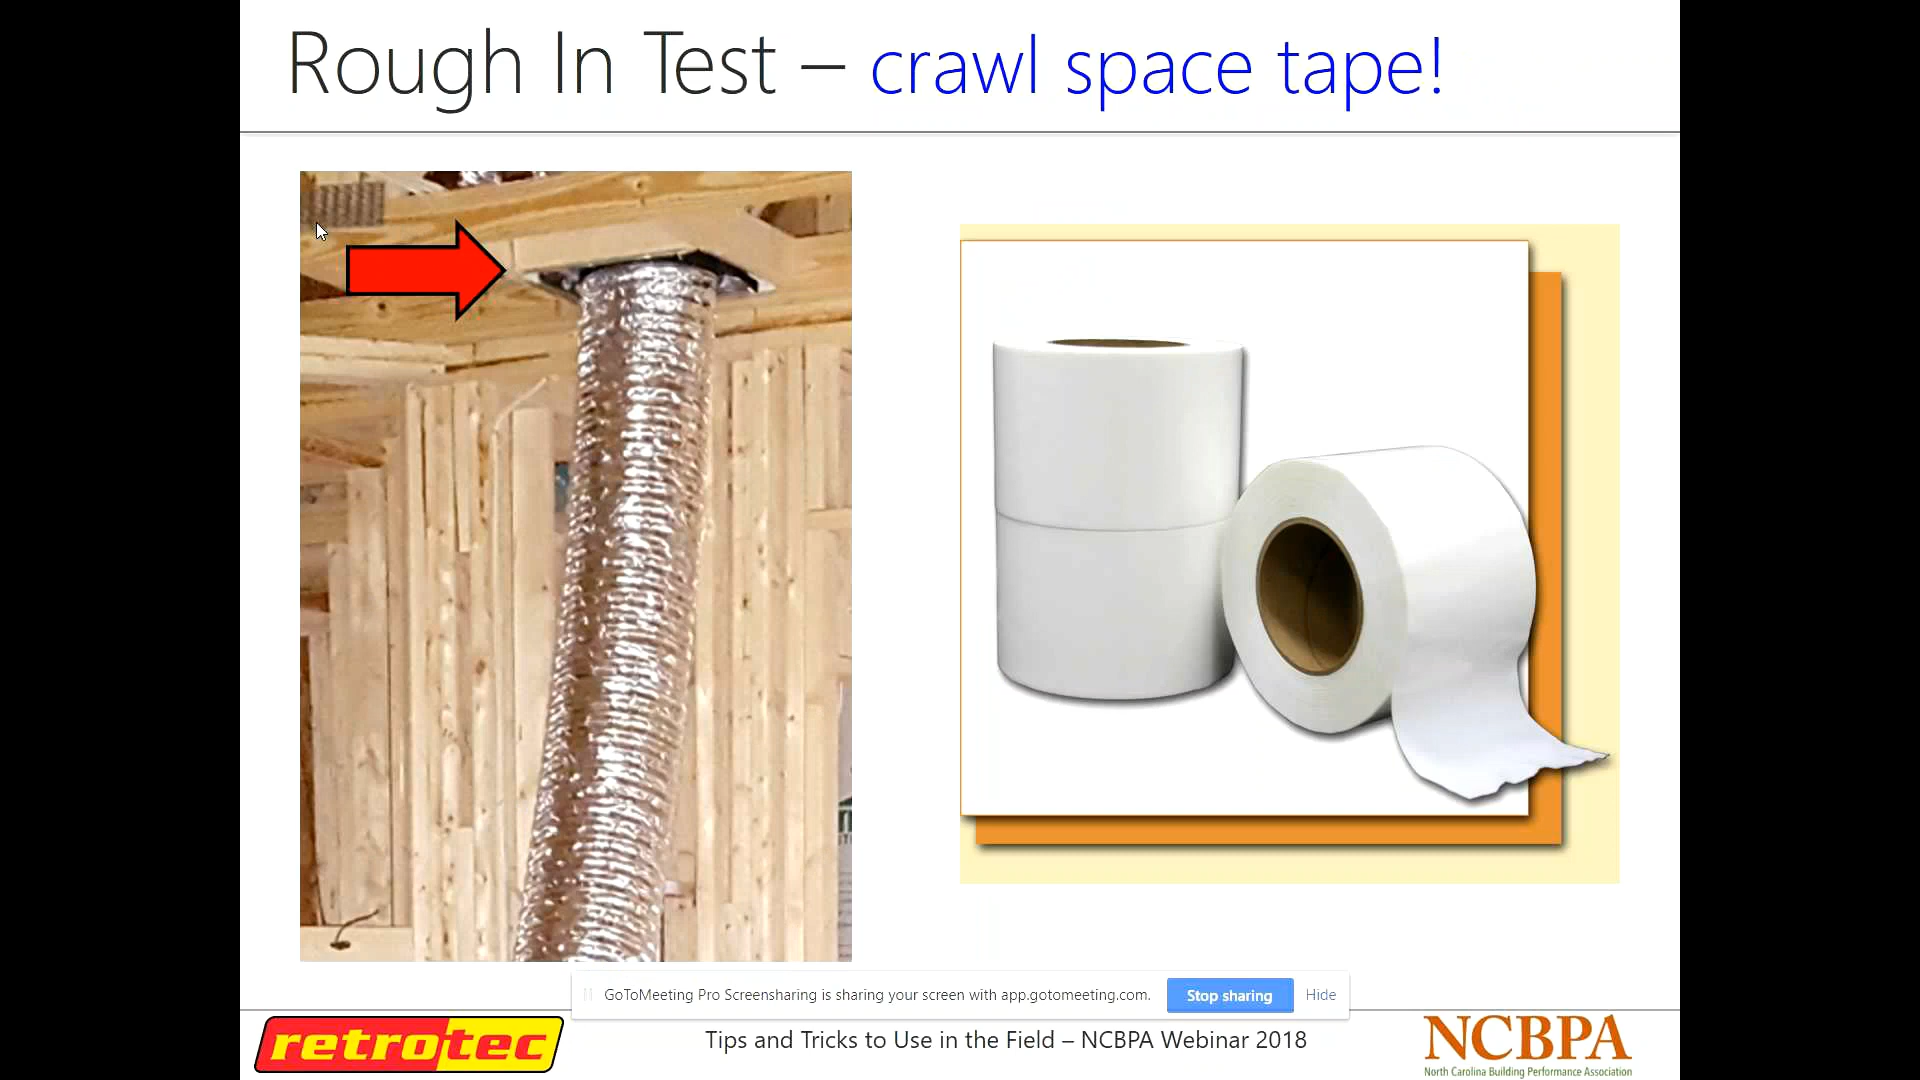 Rough In Test – crawl space tape!
GoToMeeting Pro Screensharing is sharing your screen with app.gotomeeting.com. Stop sharing Hide
retrotec
Tips and Tricks to Use in the Field – NCBPA Webinar 2018
NCBPA
North Carolina Building Performance Association